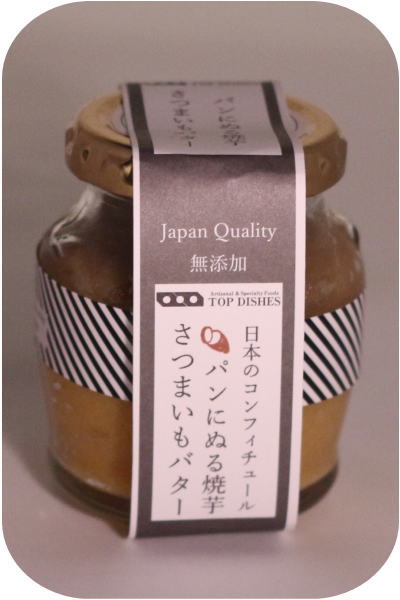 TOP DISHES
パンにぬる焼芋
さつまいもバター
Japan Quality
無添加
Artisanal & Specialty Foods
TOP DISHES
日本のコンフィチュール
パンにぬる焼芋
さつまいもバター